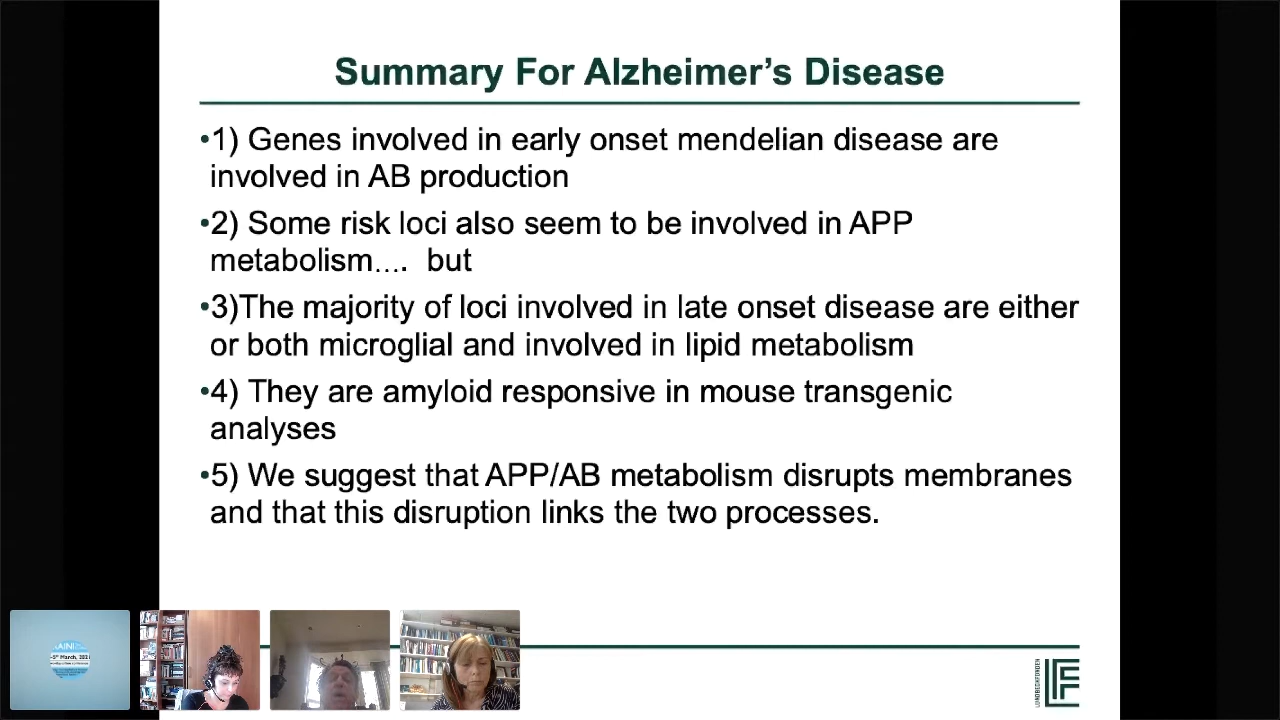 Summary For Alzheimer's Disease
•1) Genes involved in early onset mendelian disease are
involved in AB production
•2) Some risk loci also seem to be involved in APP
metabolism…. but
•3)The majority of loci involved in late onset disease are either
or both microglial and involved in lipid metabolism
•4) They are amyloid responsive in mouse transgenic
analyses
•5) We suggest that APP/AB metabolism disrupts membranes
and that this disruption links the two processes.
AINI
March, 202
LUNDBECKFONDEN